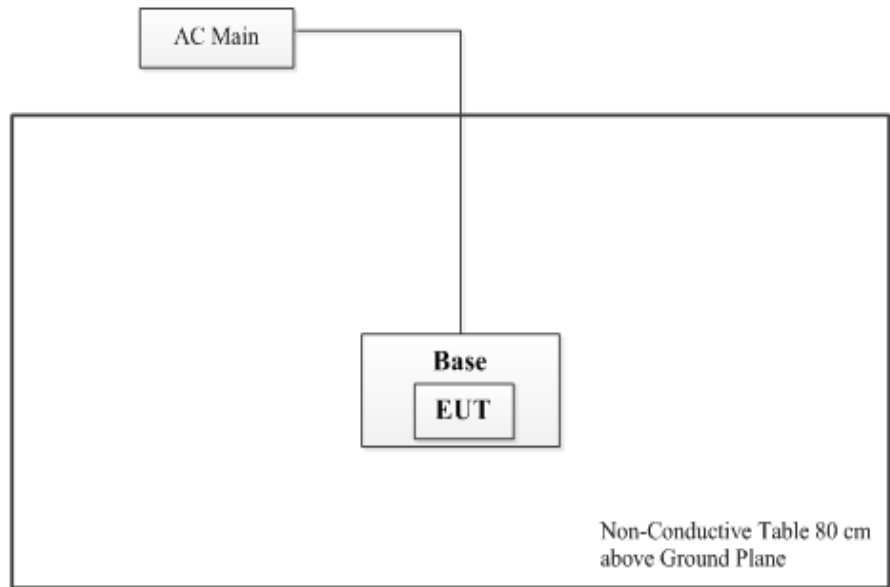 AC Main
Base
EUT
Non-Conductive Table 80 cm
above Ground Plane